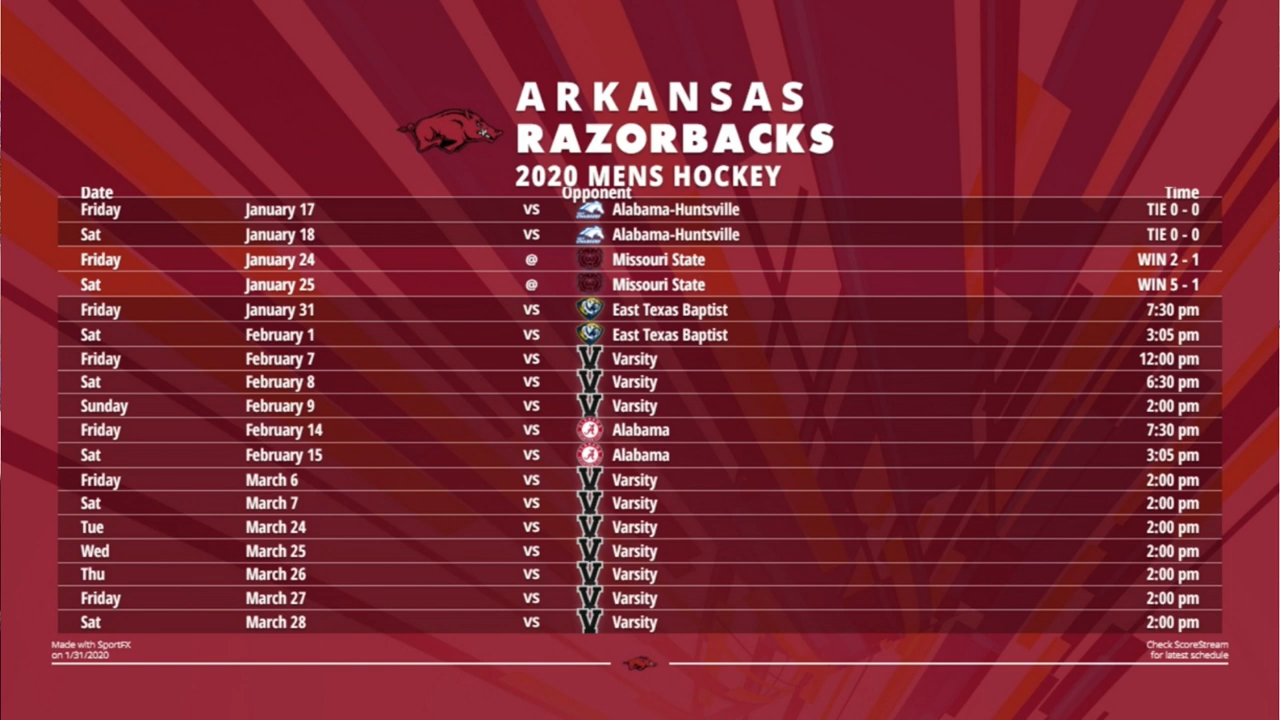 ARKANSAS
RAZORBACKS
2020 MENS HOCKEY
Date Opponent Time
Friday January 17 VS Alabama-Huntsville TIE 0 - 0
Sat January 18 VS Alabama-Huntsville TIE 0 - 0
Friday January 24 @ Missouri State WIN 2 - 1
Sat January 25 @ Missouri State WIN 5 - 1
Friday January 31 VS East Texas Baptist 7:30 pm
Sat February 1 VS East Texas Baptist 3:05 pm
Friday February 7 VS V Varsity 12:00 pm
Sat February 8 VS V Varsity 6:30 pm
Sunday February 9 VS V Varsity 2:00 pm
Friday February 14 VS A Alabama 7:30 pm
Sat February 15 VS A Alabama 3:05 pm
Friday March 6 VS V Varsity 2:00 pm
Sat March 7 VS V Varsity 2:00 pm
Tue March 24 VS V Varsity 2:00 pm
Wed March 25 VS V Varsity 2:00 pm
Thu March 26 VS V Varsity 2:00 pm
Friday March 27 VS V Varsity 2:00 pm
Sat March 28 VS V Varsity 2:00 pm
Made with SportFX
on 1/31/2020
Check ScoreStream
for latest schedule